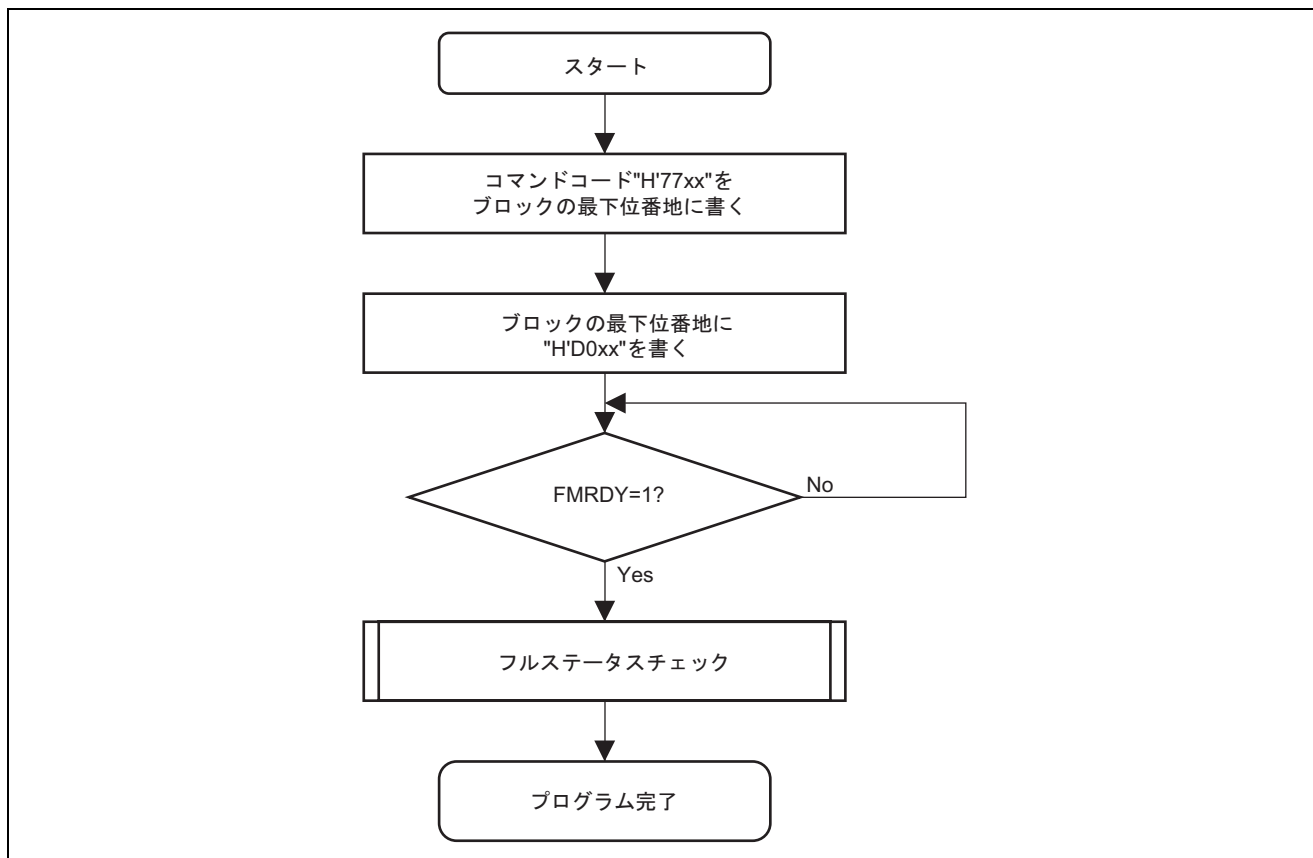 スタート
コマンドコード"H'77xx"を
ブロックの最下位番地に書く
ブロックの最下位番地に
"H'D0xx"を書く
FMRDY=1?
No
Yes
フルステータスチェック
プログラム完了